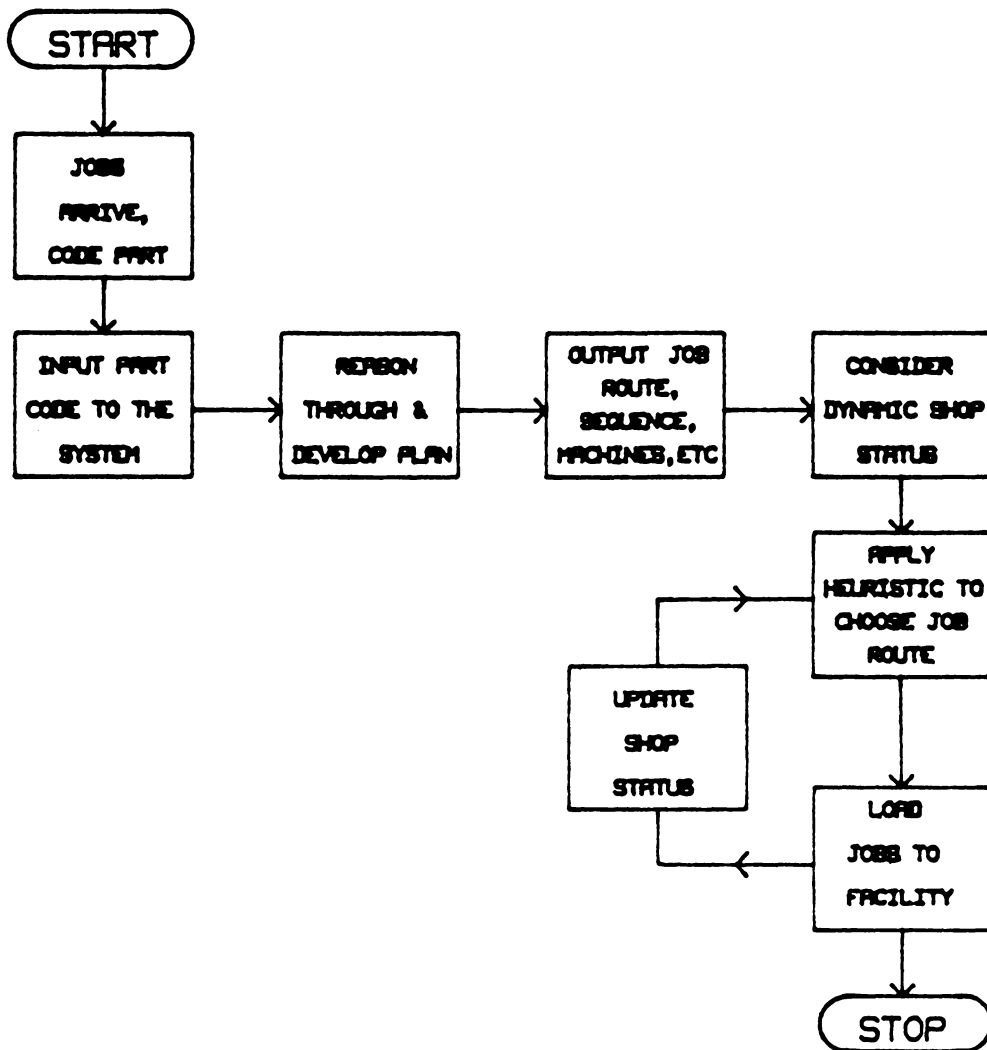 START
JOBS
ARRIVE,
CODE PART
INPUT PART
CODE TO THE
SYSTEM
REASON
THROUGH &
DEVELOP PLAN
OUTPUT JOB
ROUTE,
SEQUENCE,
MACHINES,ETC
CONSIDER
DYNAMIC SHOP
STATUS
APPLY
HEURISTIC TO
CHOOSE JOB
ROUTE
UPDATE
SHOP
STATUS
LOAD
JOBS TO
FACILITY
STOP